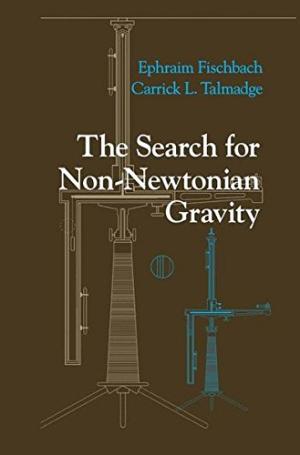 Ephraim Fischbach
Carrick L. Talmadge
The Search for
Non-Newtonian
Gravity